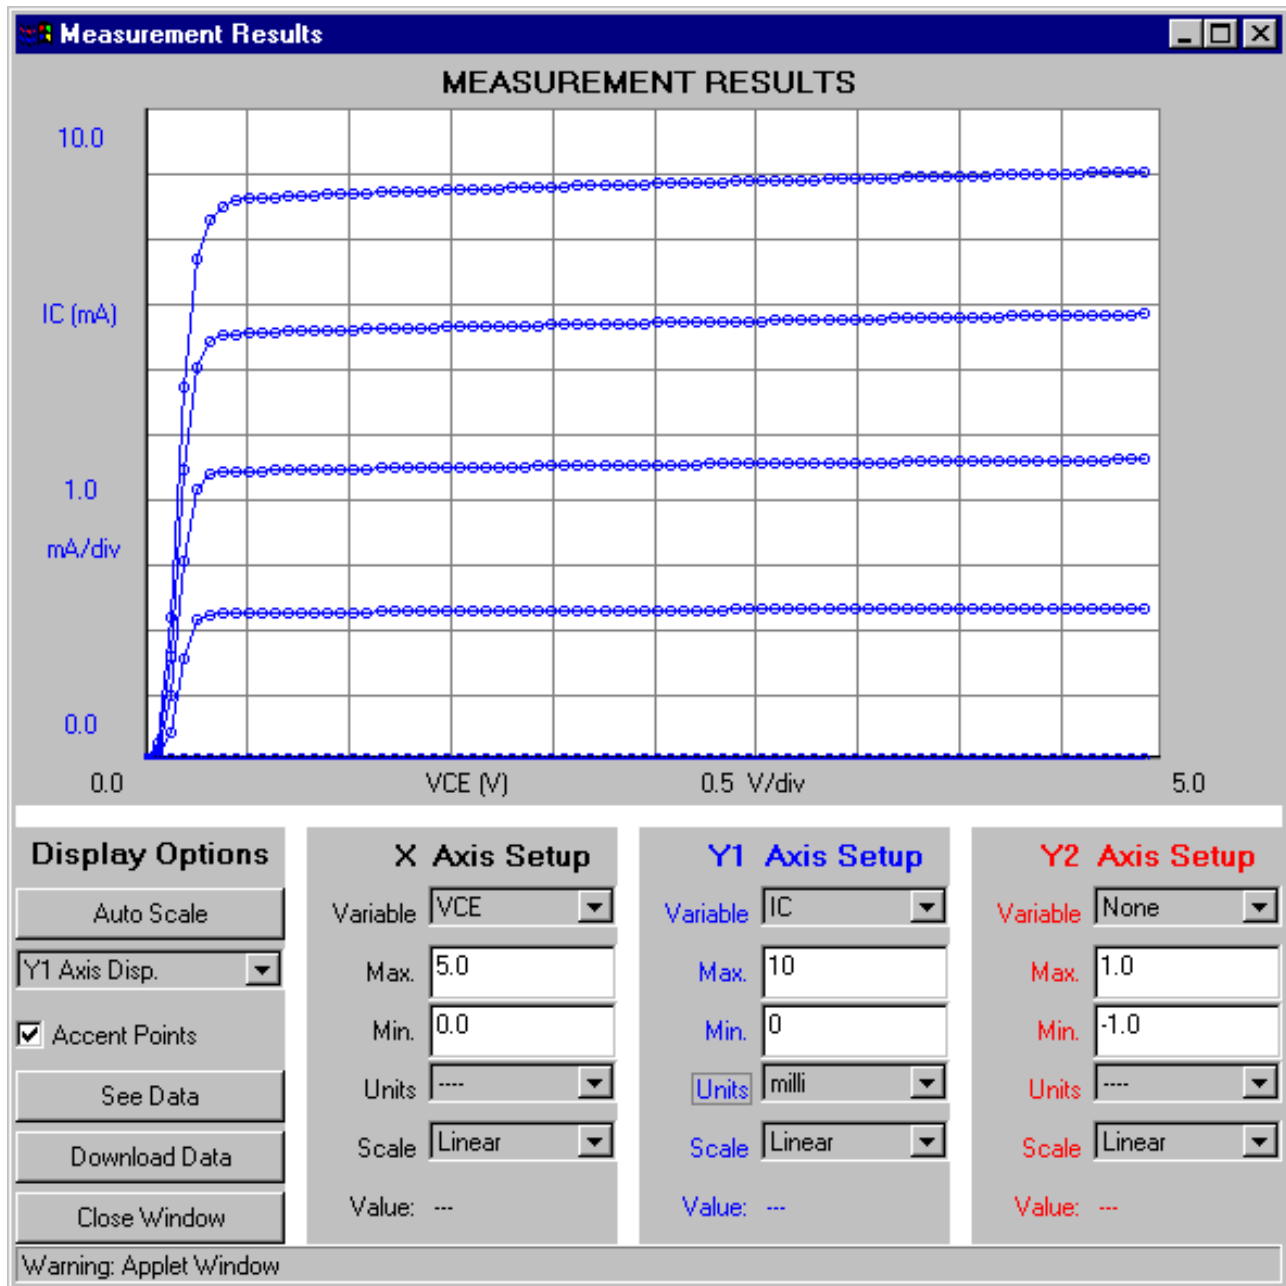 Measurement Results
MEASUREMENT RESULTS
10.0
IC (mA)
1.0
mA/div
0.0
0.0 VCE (V) 0.5 V/div 5.0
Display Options
Auto Scale
Y1 Axis Disp.
Accent Points
See Data
Download Data
Close Window
X Axis Setup
Variable VCE
Max. 5.0
Min. 0.0
Units ----
Scale Linear
Value: ---
Y1 Axis Setup
Variable IC
Max. 10
Min. 0
Units milli
Scale Linear
Value: ---
Y2 Axis Setup
Variable None
Max. 1.0
Min. -1.0
Units ----
Scale Linear
Value: ---
Warning: Applet Window